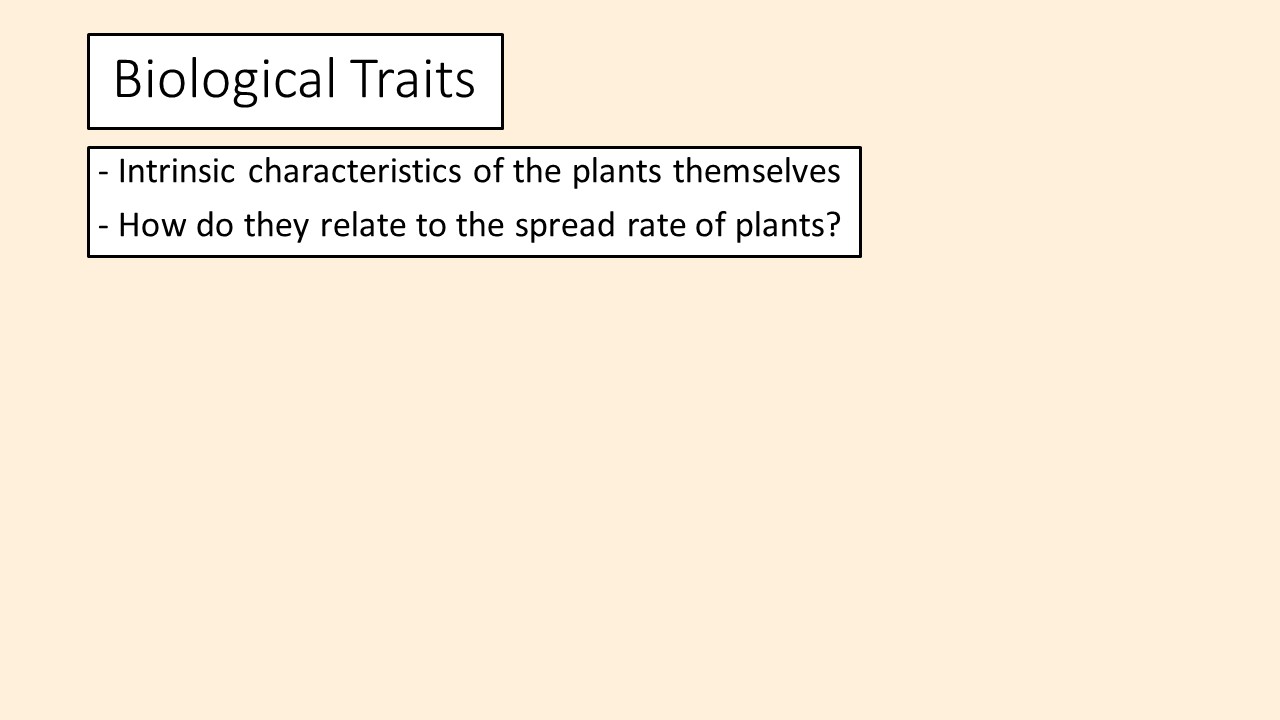 Biological Traits
- Intrinsic characteristics of the plants themselves
- How do they relate to the spread rate of plants?